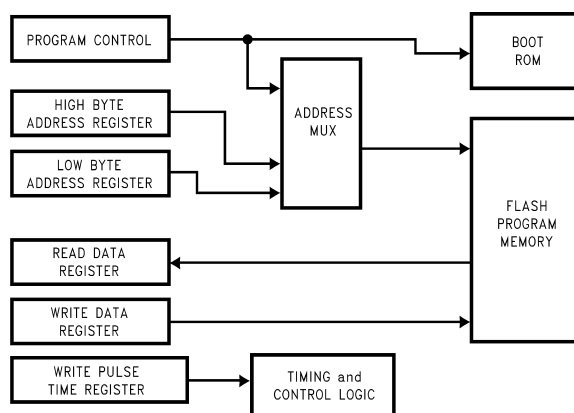 PROGRAM CONTROL
BOOT
ROM
HIGH BYTE
ADDRESS REGISTER
ADDRESS
MUX
LOW BYTE
ADDRESS REGISTER
FLASH
PROGRAM
MEMORY
READ DATA
REGISTER
WRITE DATA
REGISTER
WRITE PULSE
TIME REGISTER
TIMING and
CONTROL LOGIC